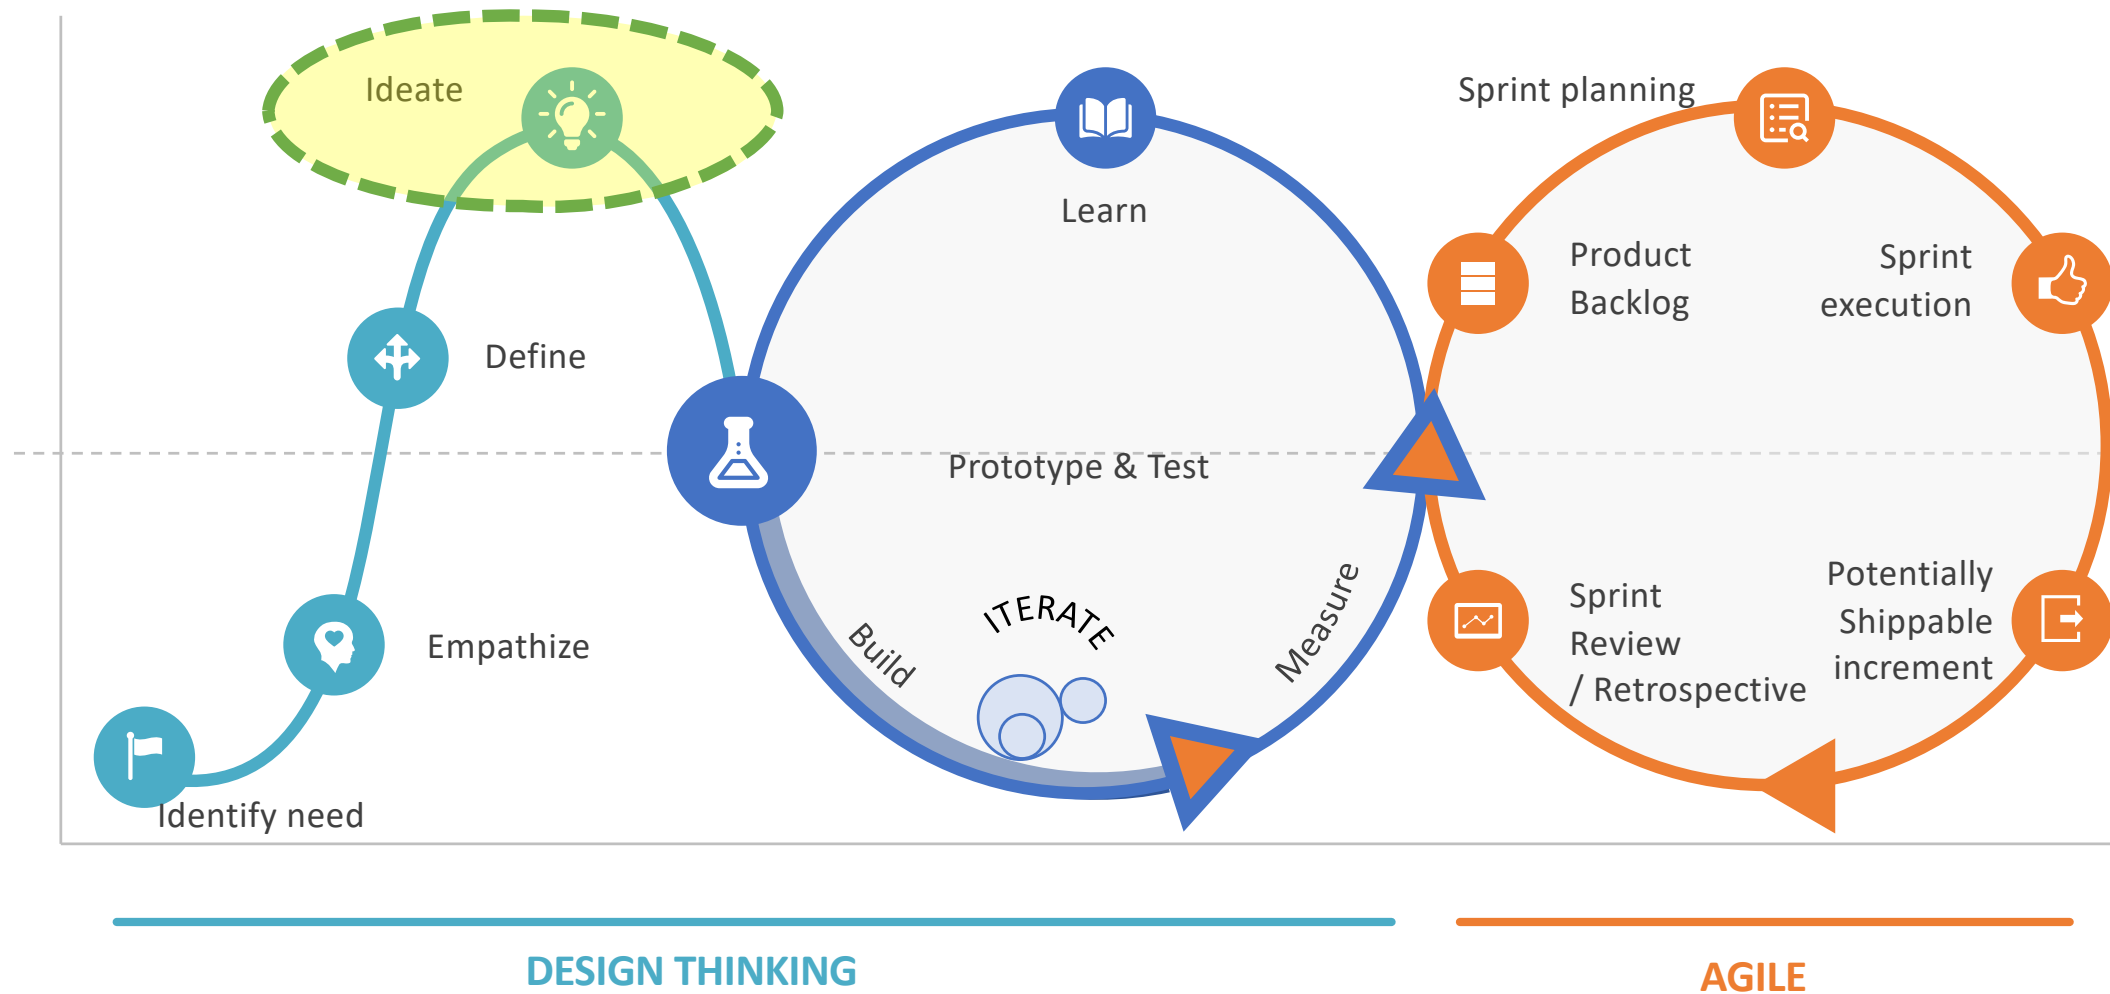 Ideate
Define
Empathize
Identify need
Learn
Prototype & Test
ITERATE
Build
Measure
Sprint planning
Product
Backlog
Sprint
execution
Sprint
Review
/ Retrospective
Potentially
Shippable
increment
DESIGN THINKING
AGILE